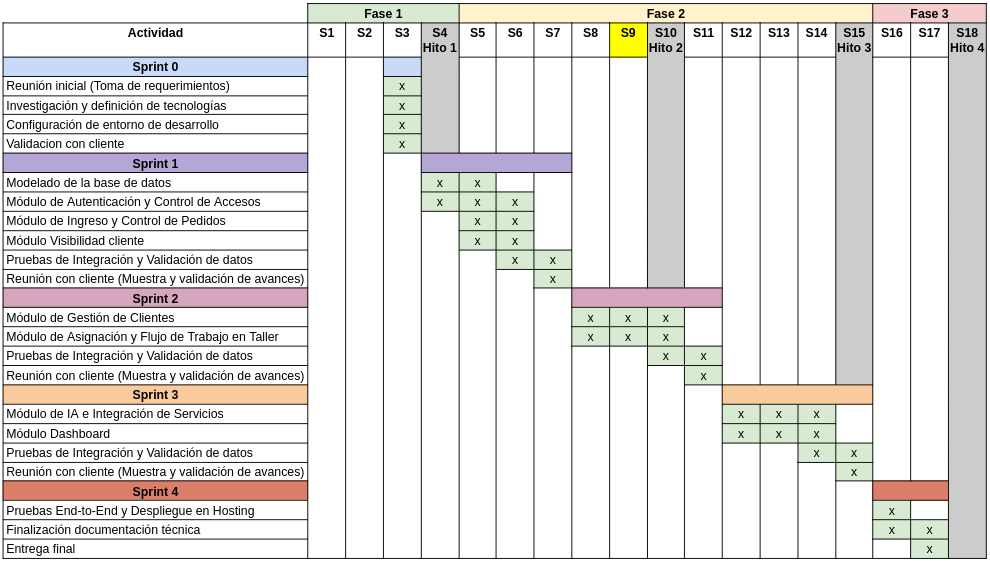 Fase 1 Fase 2 Fase 3
Actividad S1 S2 S3 S4 S5 S6 S7 S8 S9 S10 S11 S12 S13 S14 S15 S16 S17 S18
Hito 1 Hito 2 Hito 3 Hito 4
Sprint 0
Reunión inicial (Toma de requerimientos) x
Investigación y definición de tecnologías x
Configuración de entorno de desarrollo x
Validacion con cliente x
Sprint 1
Modelado de la base de datos x x
Módulo de Autenticación y Control de Accesos x x x
Módulo de Ingreso y Control de Pedidos x x
Módulo Visibilidad cliente x x
Pruebas de Integración y Validación de datos x x
Reunión con cliente (Muestra y validación de avances) x
Sprint 2
Módulo de Gestión de Clientes x x x
Módulo de Asignación y Flujo de Trabajo en Taller x x x
Pruebas de Integración y Validación de datos x x
Reunión con cliente (Muestra y validación de avances) x
Sprint 3
Módulo de IA e Integración de Servicios x x x
Módulo Dashboard x x x
Pruebas de Integración y Validación de datos x x
Reunión con cliente (Muestra y validación de avances) x
Sprint 4
Pruebas End-to-End y Despliegue en Hosting x
Finalización documentación técnica x x
Entrega final x